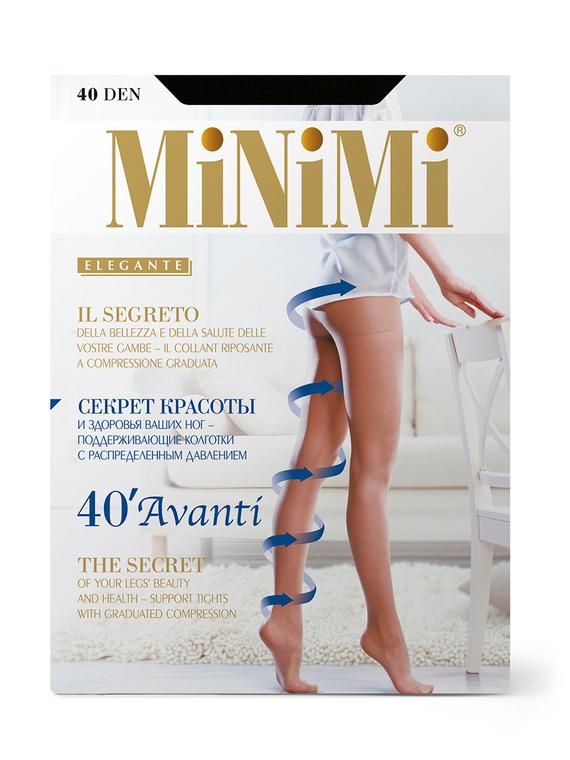 40 DEN
MiNiMi®
ELEGANTE
IL SEGRETO
DELLA BELLEZZA E DELLA SALUTE DELLE
VOSTRE GAMBE – IL COLLANT RIPOSANTE
A COMPRESSIONE GRADUATA
СЕКРЕТ КРАСОТЫ
И ЗДОРОВЬЯ ВАШИХ НОГ –
ПОДДЕРЖИВАЮЩИЕ КОЛГОТКИ
С РАСПРЕДЕЛЕННЫМ ДАВЛЕНИЕМ
40'Avantí
THE SECRET
OF YOUR LEGS' BEAUTY
AND HEALTH – SUPPORT TIGHTS
WITH GRADUATED COMPRESSION